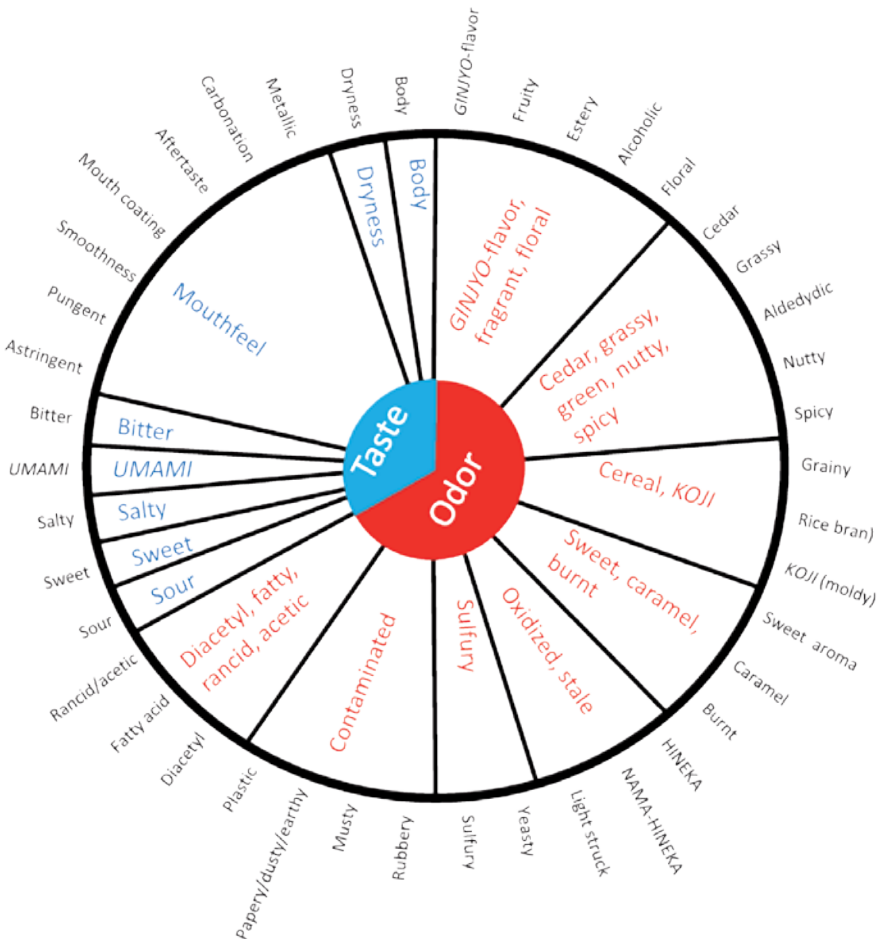 GINJYO-flavor
Fruity
Estery
Alcoholic
Floral
Cedar
Grassy
Aldedydic
Nutty
Spicy
Grainy
Rice bran)
KOJI (moldy)
Sweet aroma
Caramel
Burnt
HINEKA
NAMA-HINEKA
Light struck
Yeasty
Sulfury
Rubbery
Musty
Papery/dusty/earthy
Plastic
Diacetyl
Fatty acid
Rancid/acetic
Sour
Sweet
Salty
UMAMI
Bitter
Astringent
Pungent
Smoothness
Mouth coating
Aftertaste
Carbonation
Metallic
Dryness
Body
GINJYO-flavor,
fragrant, floral
Cedar, grassy,
green, nutty,
spicy
Cereal, KOJI
Sweet, caramel,
burnt
Oxidized, stale
Sulfury
Contaminated
Diacetyl, fatty,
rancid, acetic
Sour
Sweet
Salty
UMAMI
Bitter
Mouthfeel
Dryness
Body
Taste
Odor